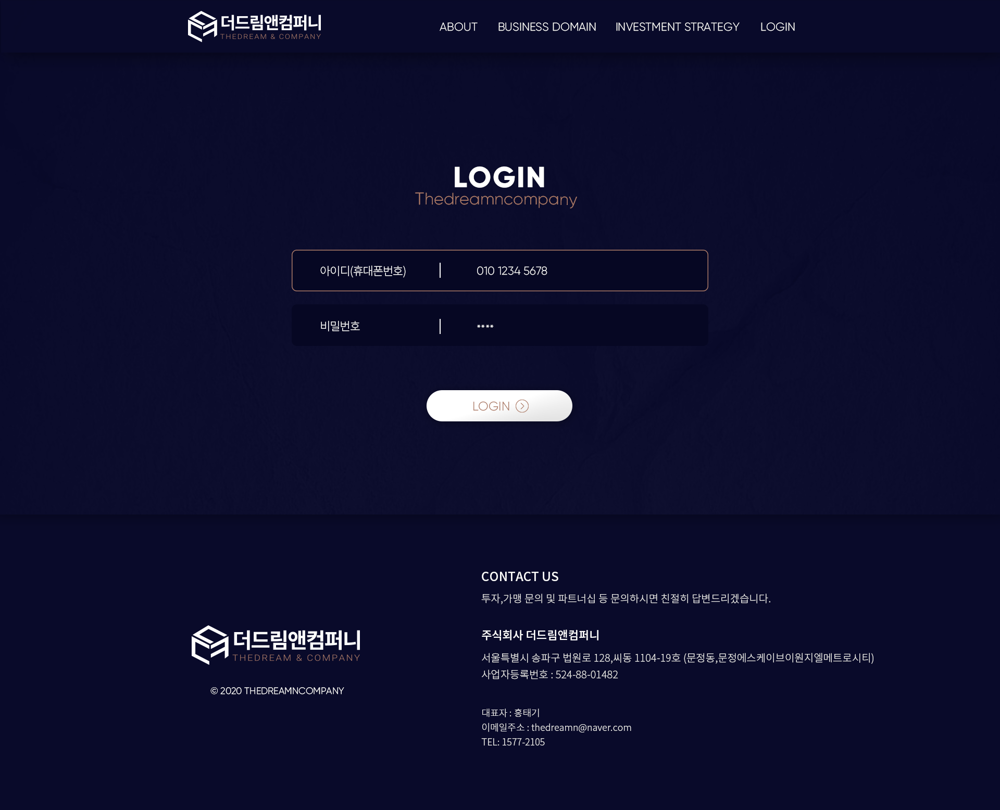 더드림앤컴퍼니
THEDREAM & COMPANY
ABOUT BUSINESS DOMAIN INVESTMENT STRATEGY LOGIN
LOGIN
Thedreamncompany
아이디(휴대폰번호) 010 1234 5678
비밀번호 ****
LOGIN
더드림앤컴퍼니
THEDREAM & COMPANY
© 2020 THEDREAMNCOMPANY
CONTACT US
투자,가맹 문의 및 파트너십 등 문의하시면 친절히 답변드리겠습니다.
주식회사 더드림앤컴퍼니
서울특별시 송파구 법원로 128,씨동 1104-19호 (문정동,문정에스케이브이원지엘메트로시티)
사업자등록번호 : 524-88-01482
대표자 : 홍태기
이메일주소 : thedreamn@naver.com
TEL: 1577-2105